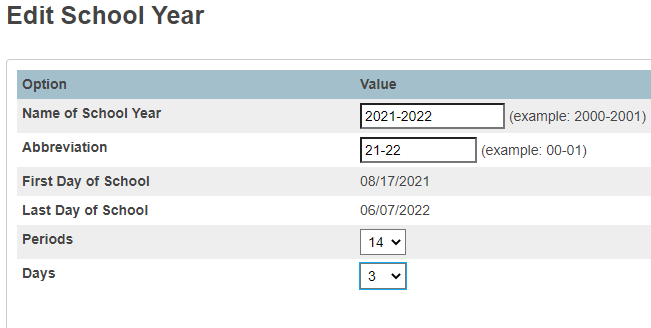 Edit School Year
Option Value
Name of School Year 2021-2022 (example: 2000-2001)
Abbreviation 21-22 (example: 00-01)
First Day of School 08/17/2021
Last Day of School 06/07/2022
Periods 14
Days 3